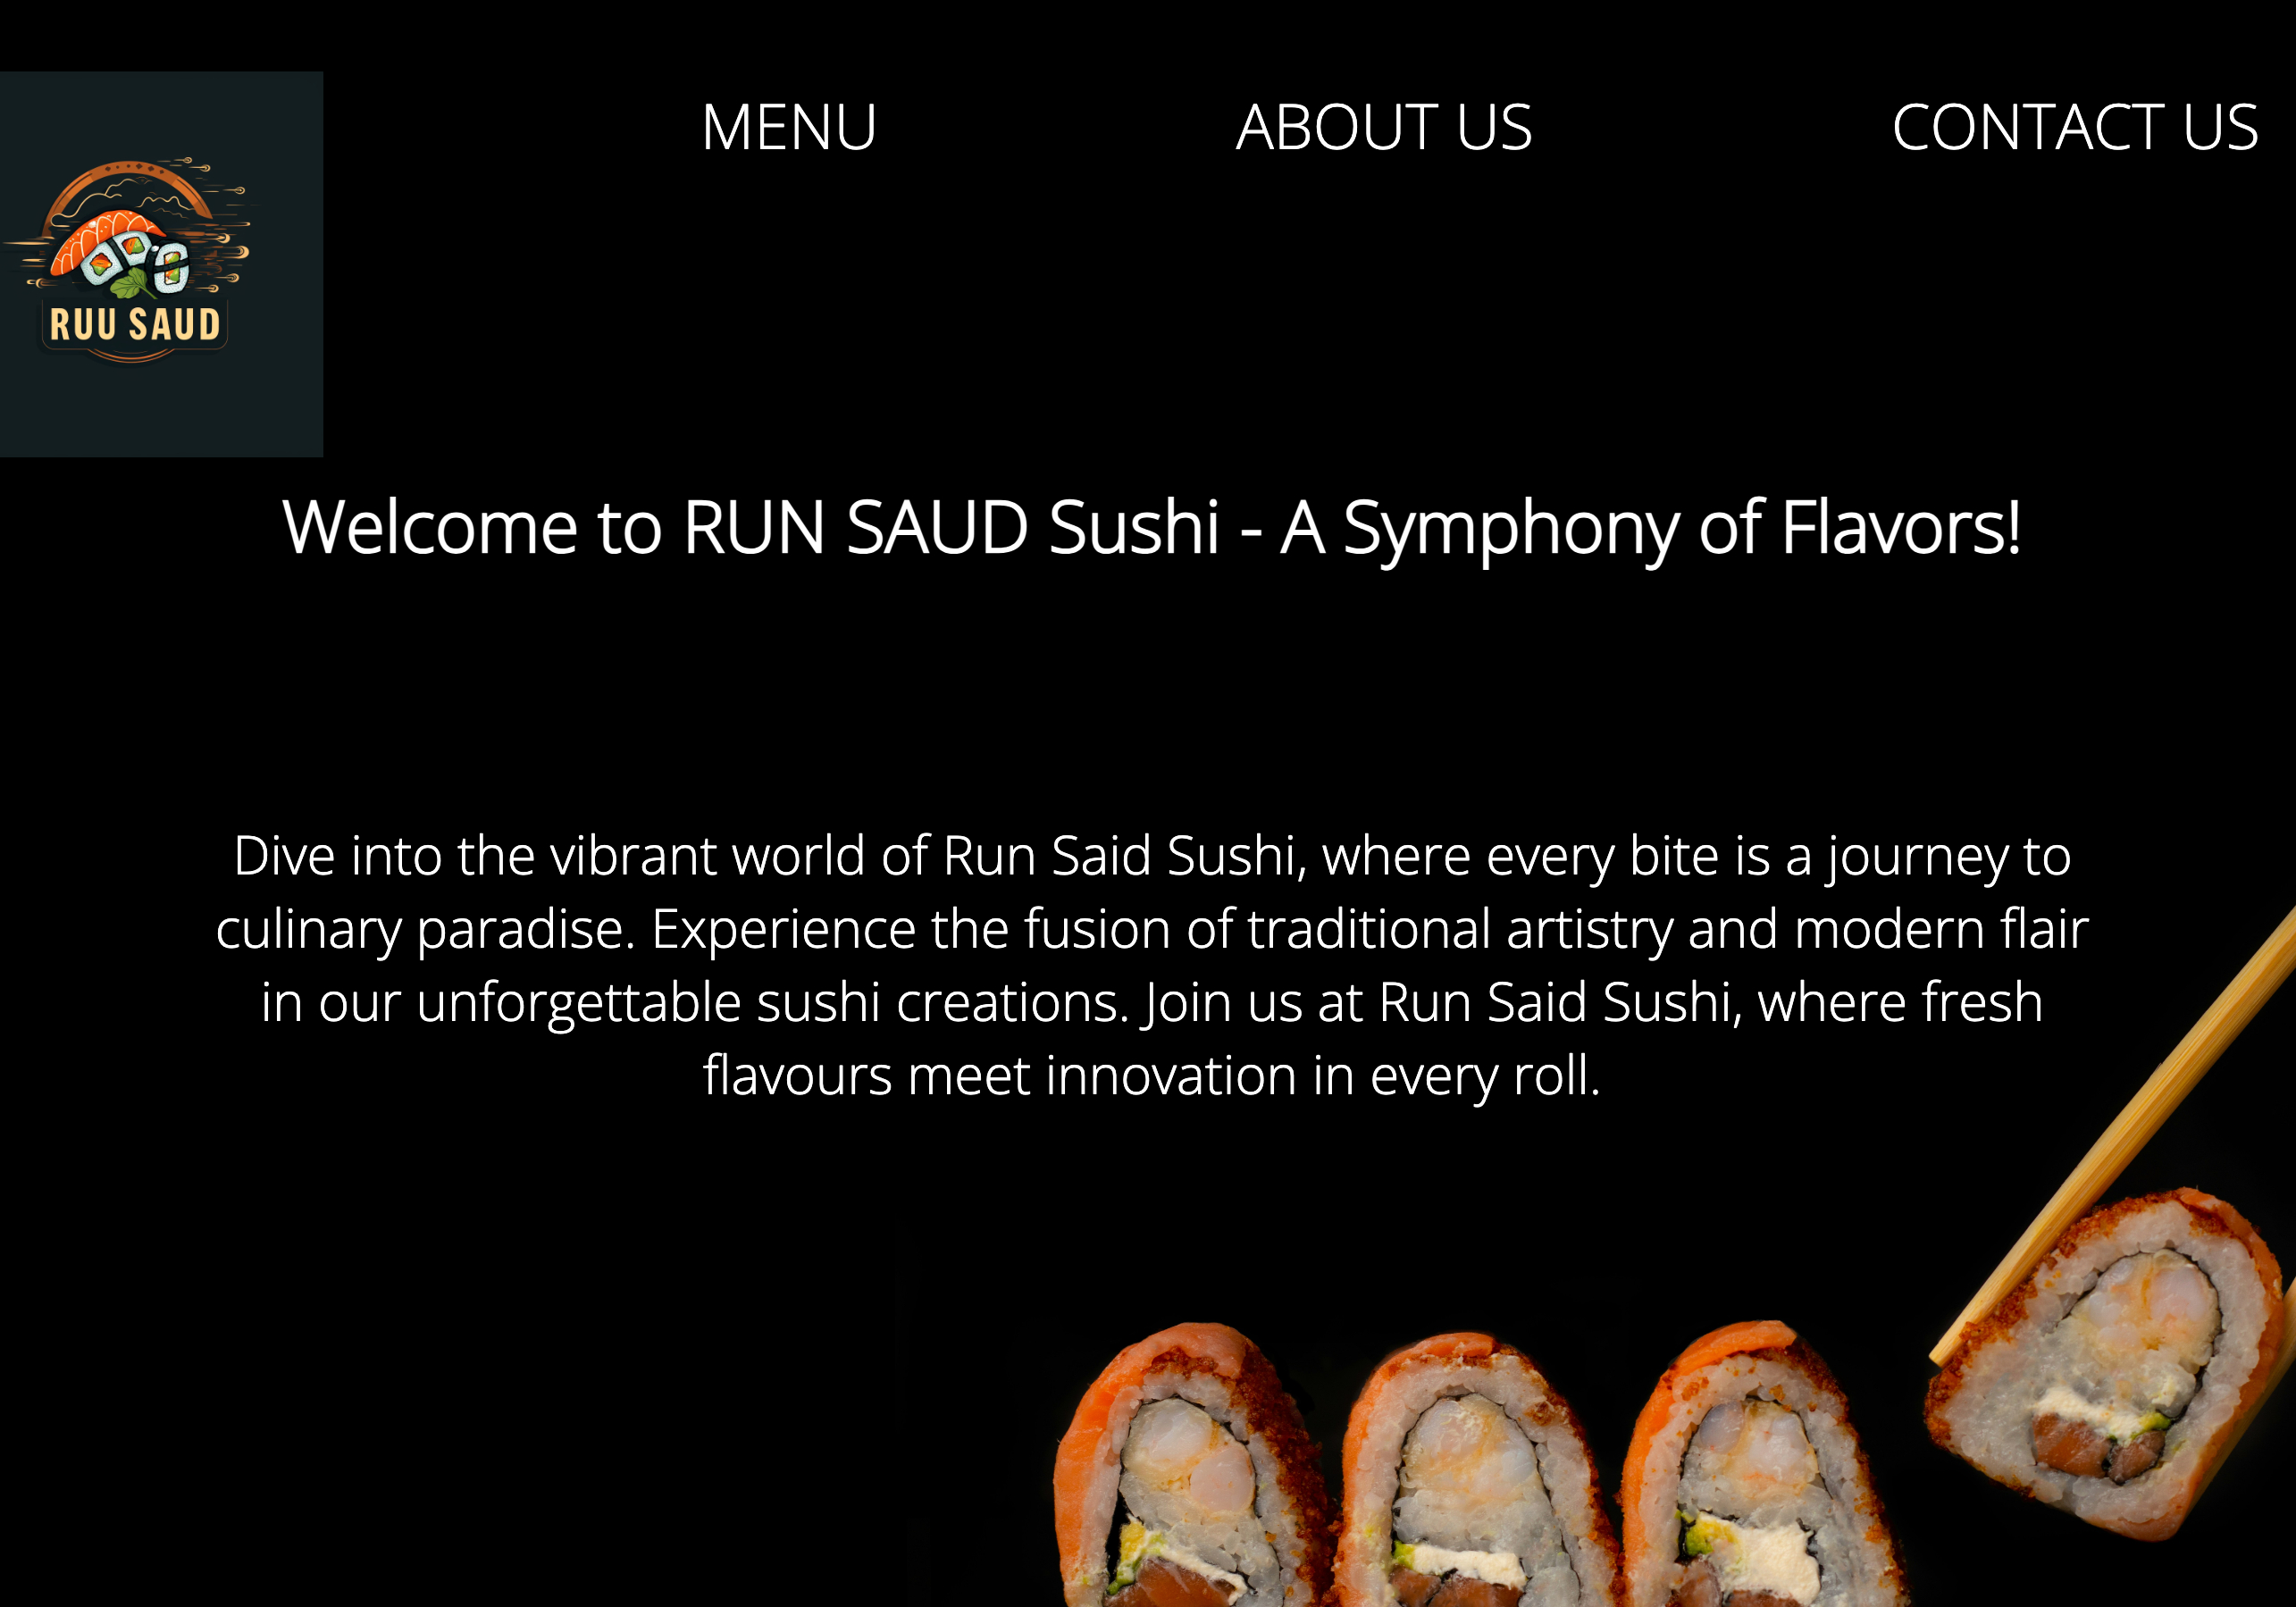 MENU
ABOUT US
CONTACT US
RUU SAUD
Welcome to RUN SAUD Sushi - A Symphony of Flavors!
Dive into the vibrant world of Run Said Sushi, where every bite is a journey to
culinary paradise. Experience the fusion of traditional artistry and modern flair
in our unforgettable sushi creations. Join us at Run Said Sushi, where fresh
flavours meet innovation in every roll.